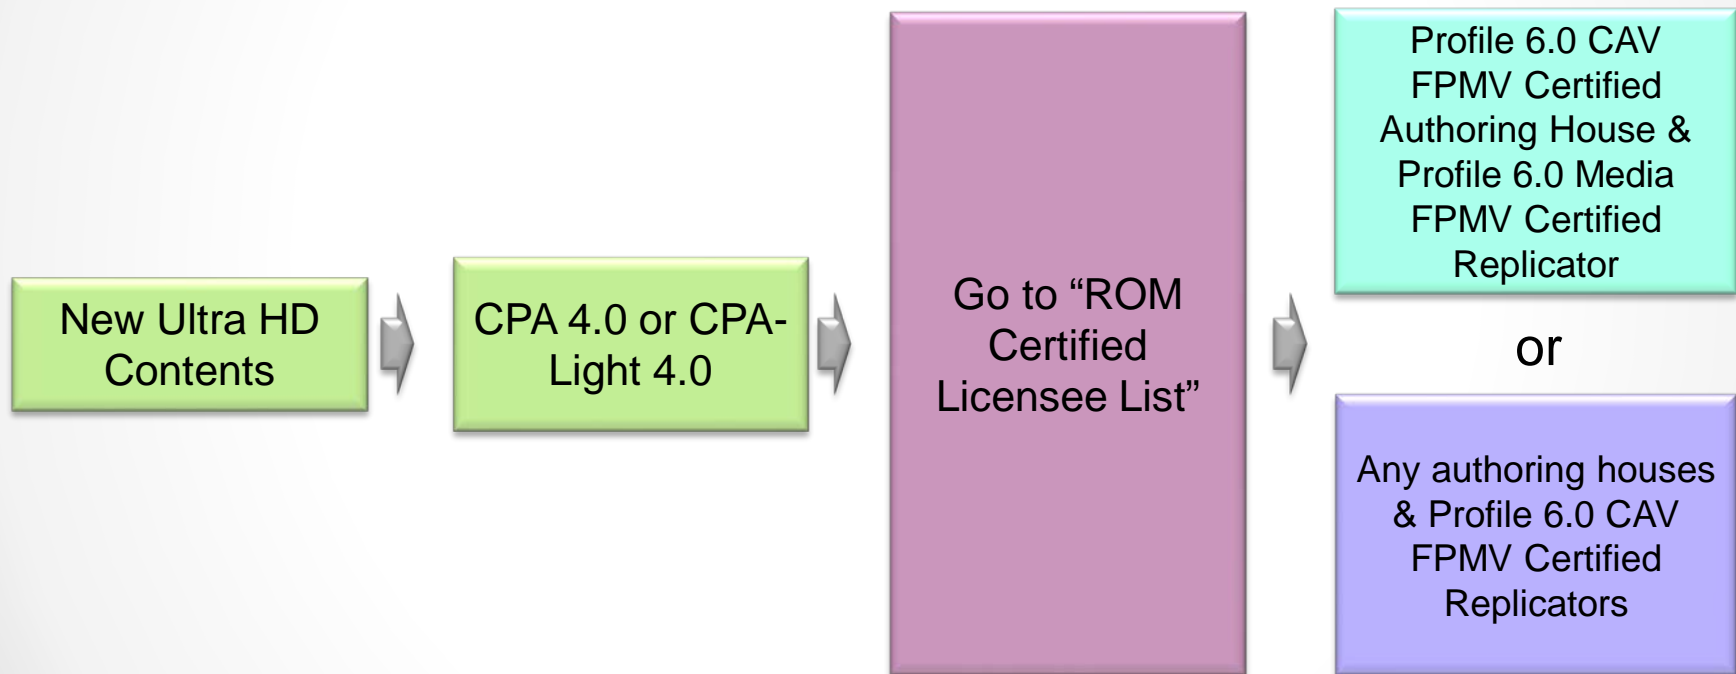 New Ultra HD
Contents
CPA 4.0 or CPA-
Light 4.0
Go to “ROM
Certified
Licensee List”
Profile 6.0 CAV
FPMV Certified
Authoring House &
Profile 6.0 Media
FPMV Certified
Replicator
or
Any authoring houses
& Profile 6.0 CAV
FPMV Certified
Replicators